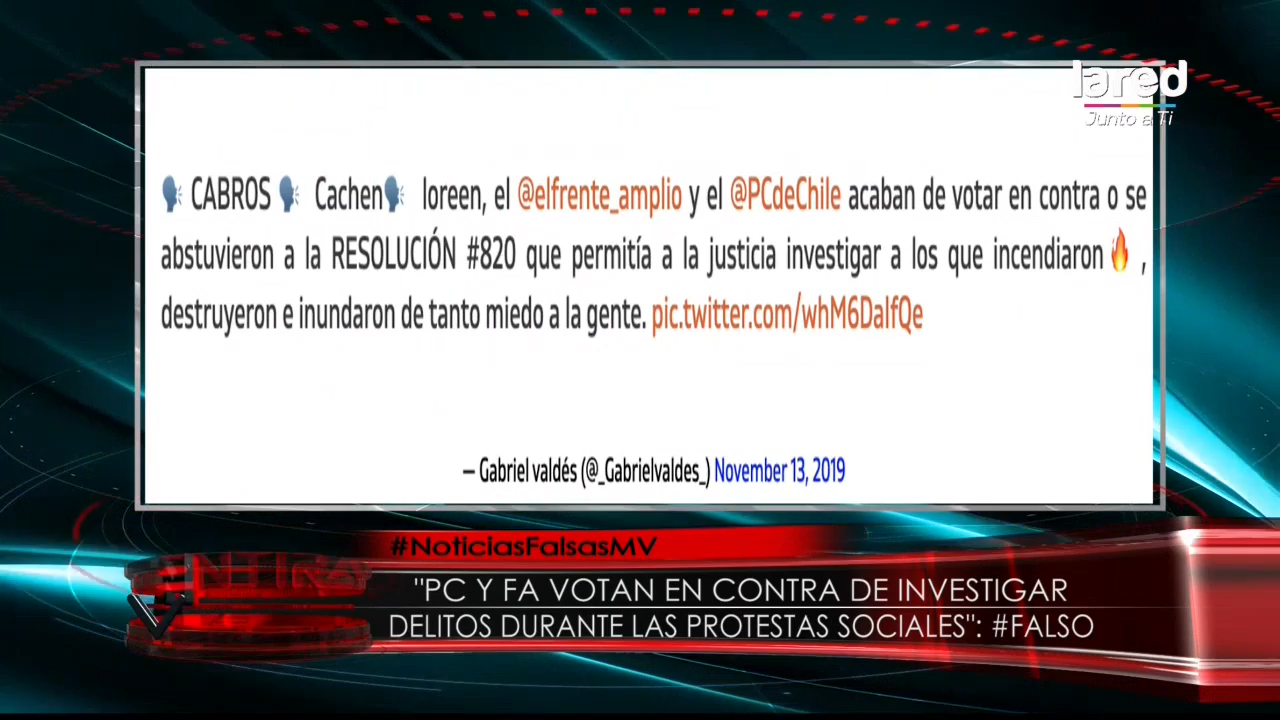 lared
Junto a Ti
CABROS Cachen loreen, el @elfrente_amplio y el @PCdeChile acaban de votar en contra o se
abstuvieron a la RESOLUCIÓN #820 que permitía a la justicia investigar a los que incendiaron ,
destruyeron e inundaron de tanto miedo a la gente. pic.twitter.com/whM6DalfQe
— Gabriel valdés (@_Gabrielvaldes_) November 13, 2019
#NoticiasFalsasMV
"PC Y FA VOTAN EN CONTRA DE INVESTIGAR
DELITOS DURANTE LAS PROTESTAS SOCIALES": #FALSO